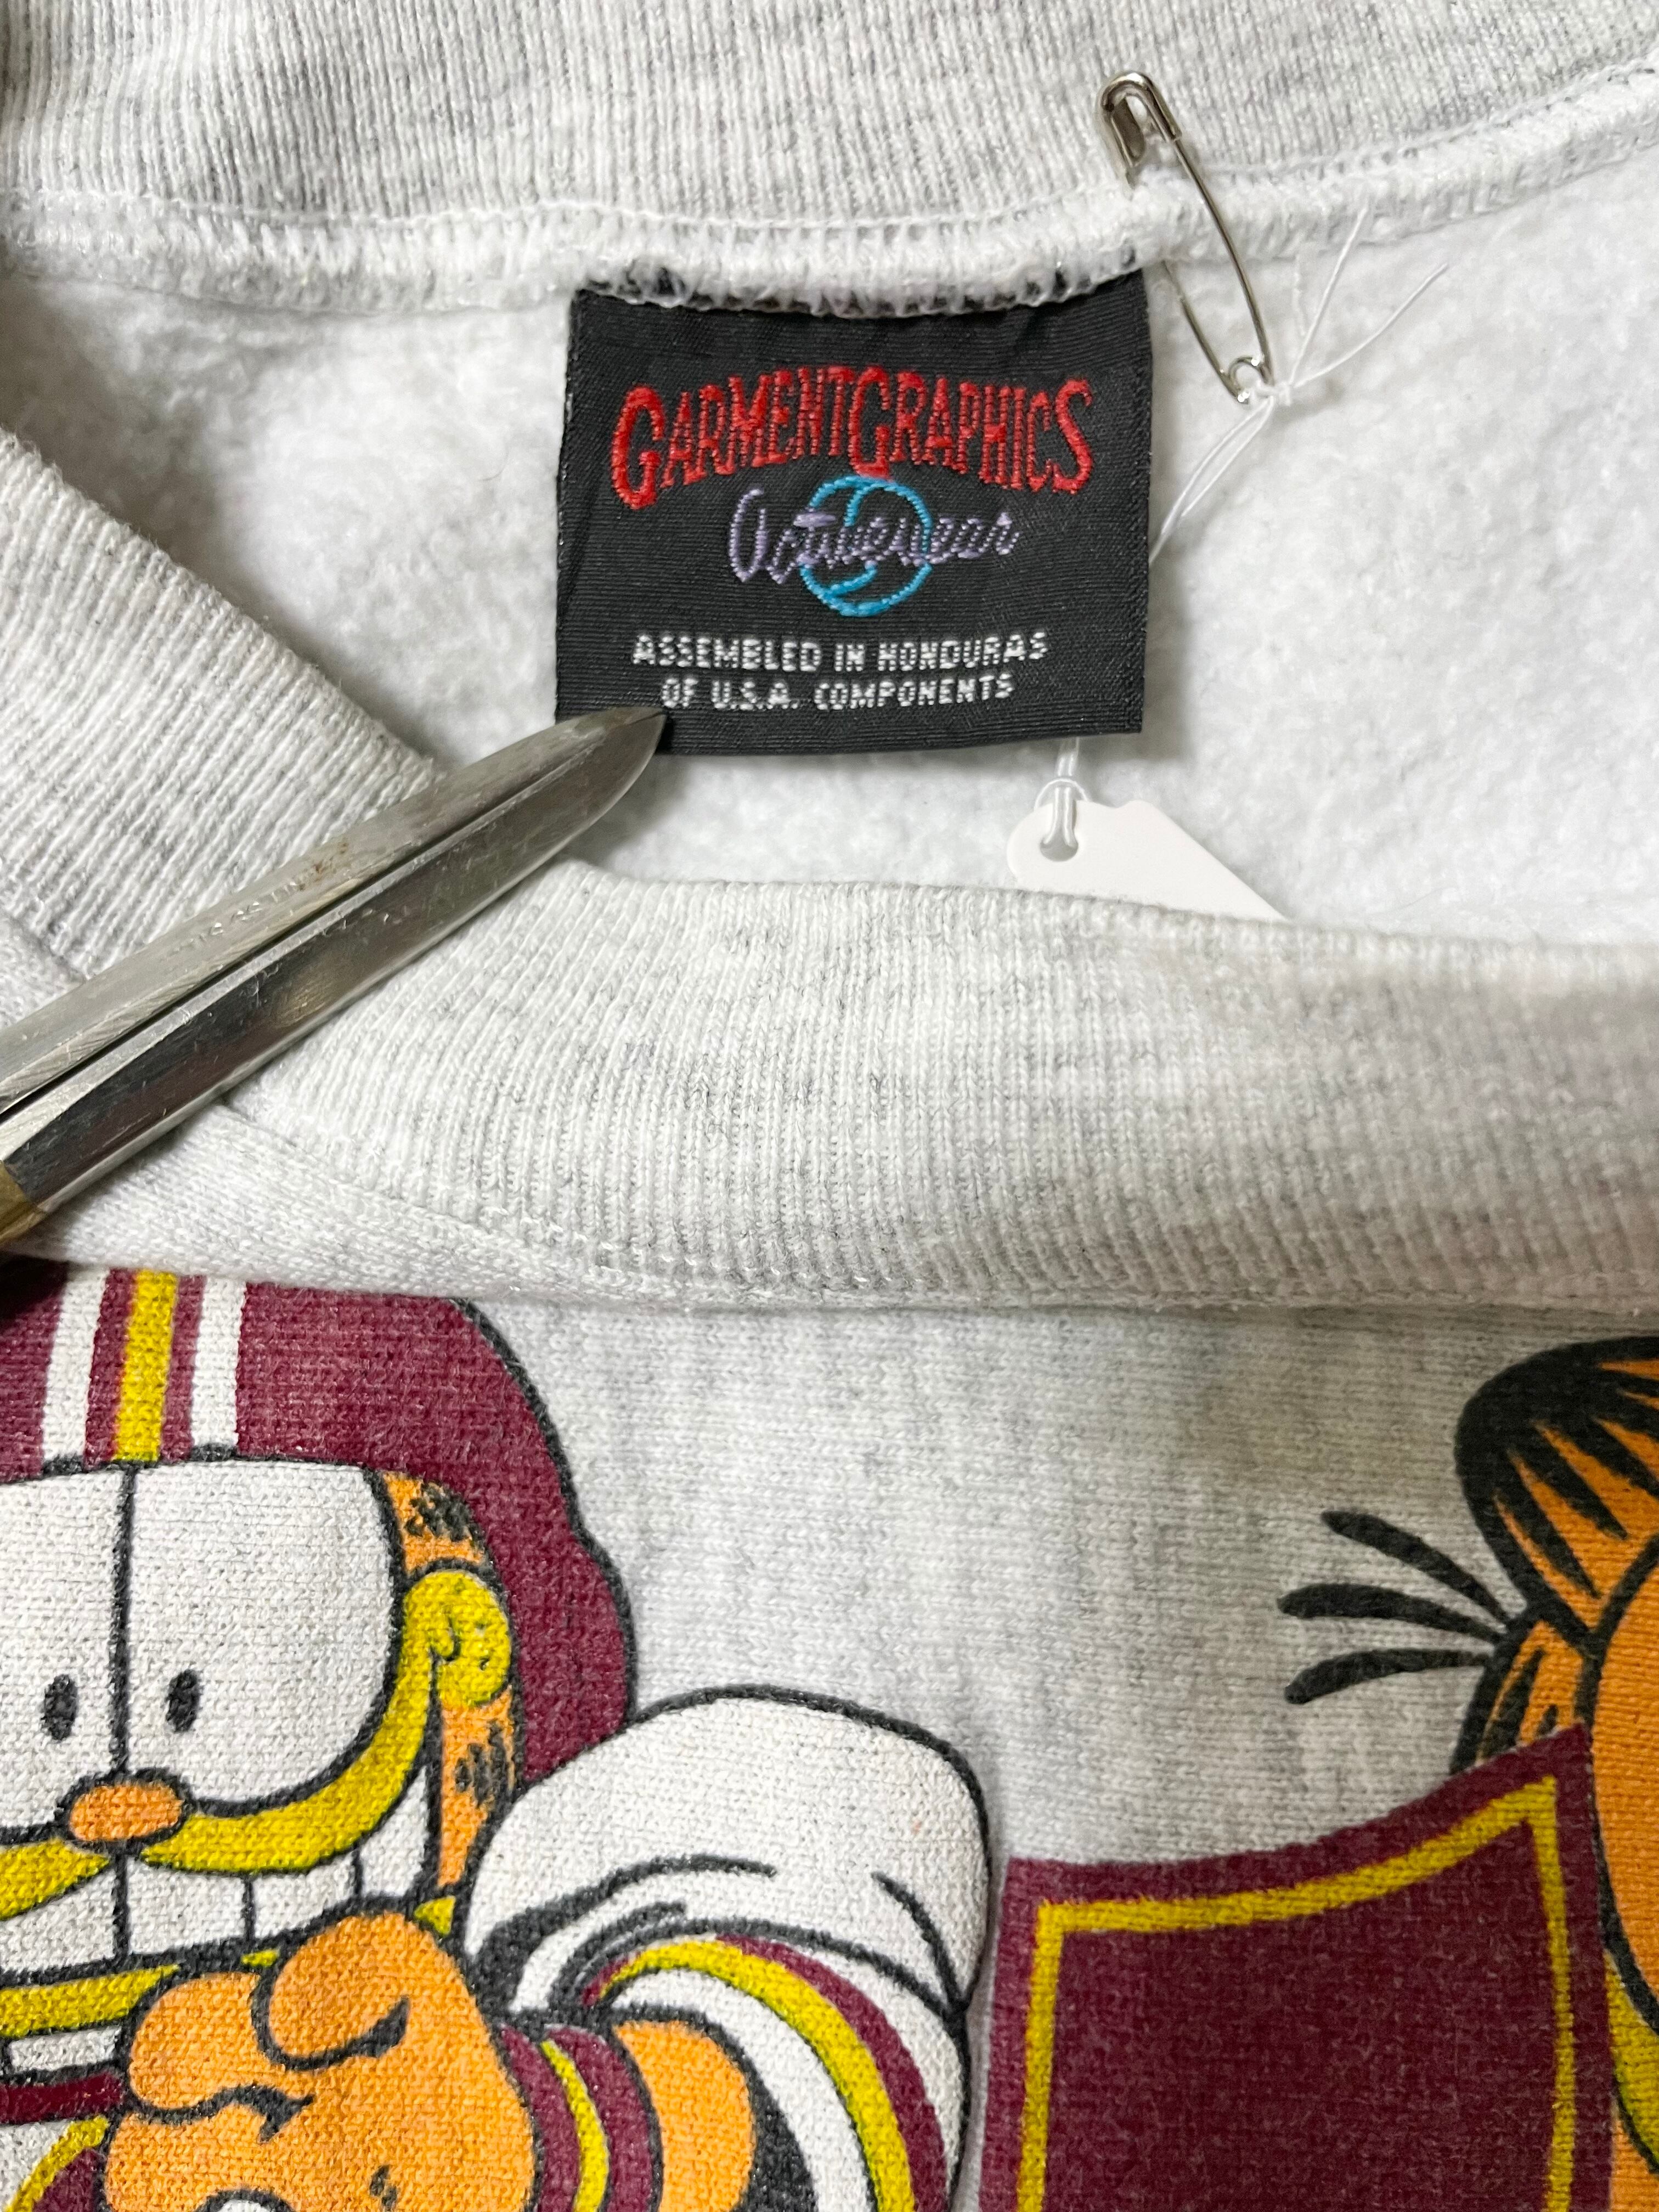 GARMENTGRAPHICS
Activewear
ASSEMBLED IN HONDURAS
OF U.S.A. COMPONENTS